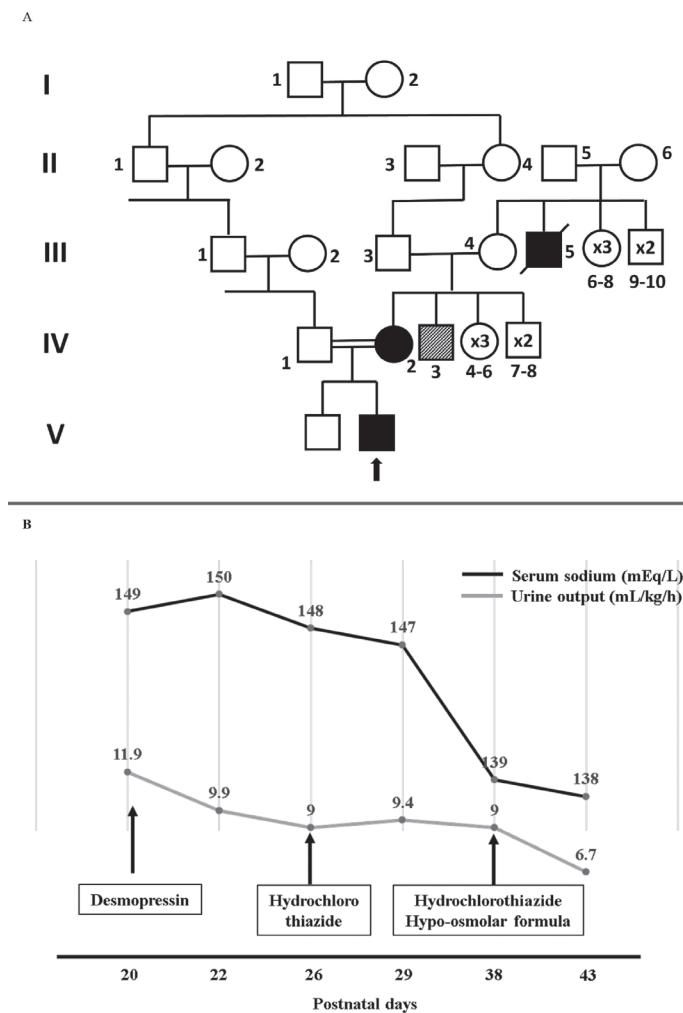 A
I
1
2
II
1
2
3
4
5
6
III
1
2
3
4
5
x3
x2
6-8
9-10
IV
1
2
3
x3
x2
4-6
7-8
V
B
Serum sodium (mEq/L)
Urine output (mL/kg/h)
149
150
148
147
139
138
11.9
9.9
9
9.4
9
6.7
Desmopressin
Hydrochloro
thiazide
Hydrochlorothiazide
Hypo-osmolar formula
20
22
26
29
38
43
Postnatal days